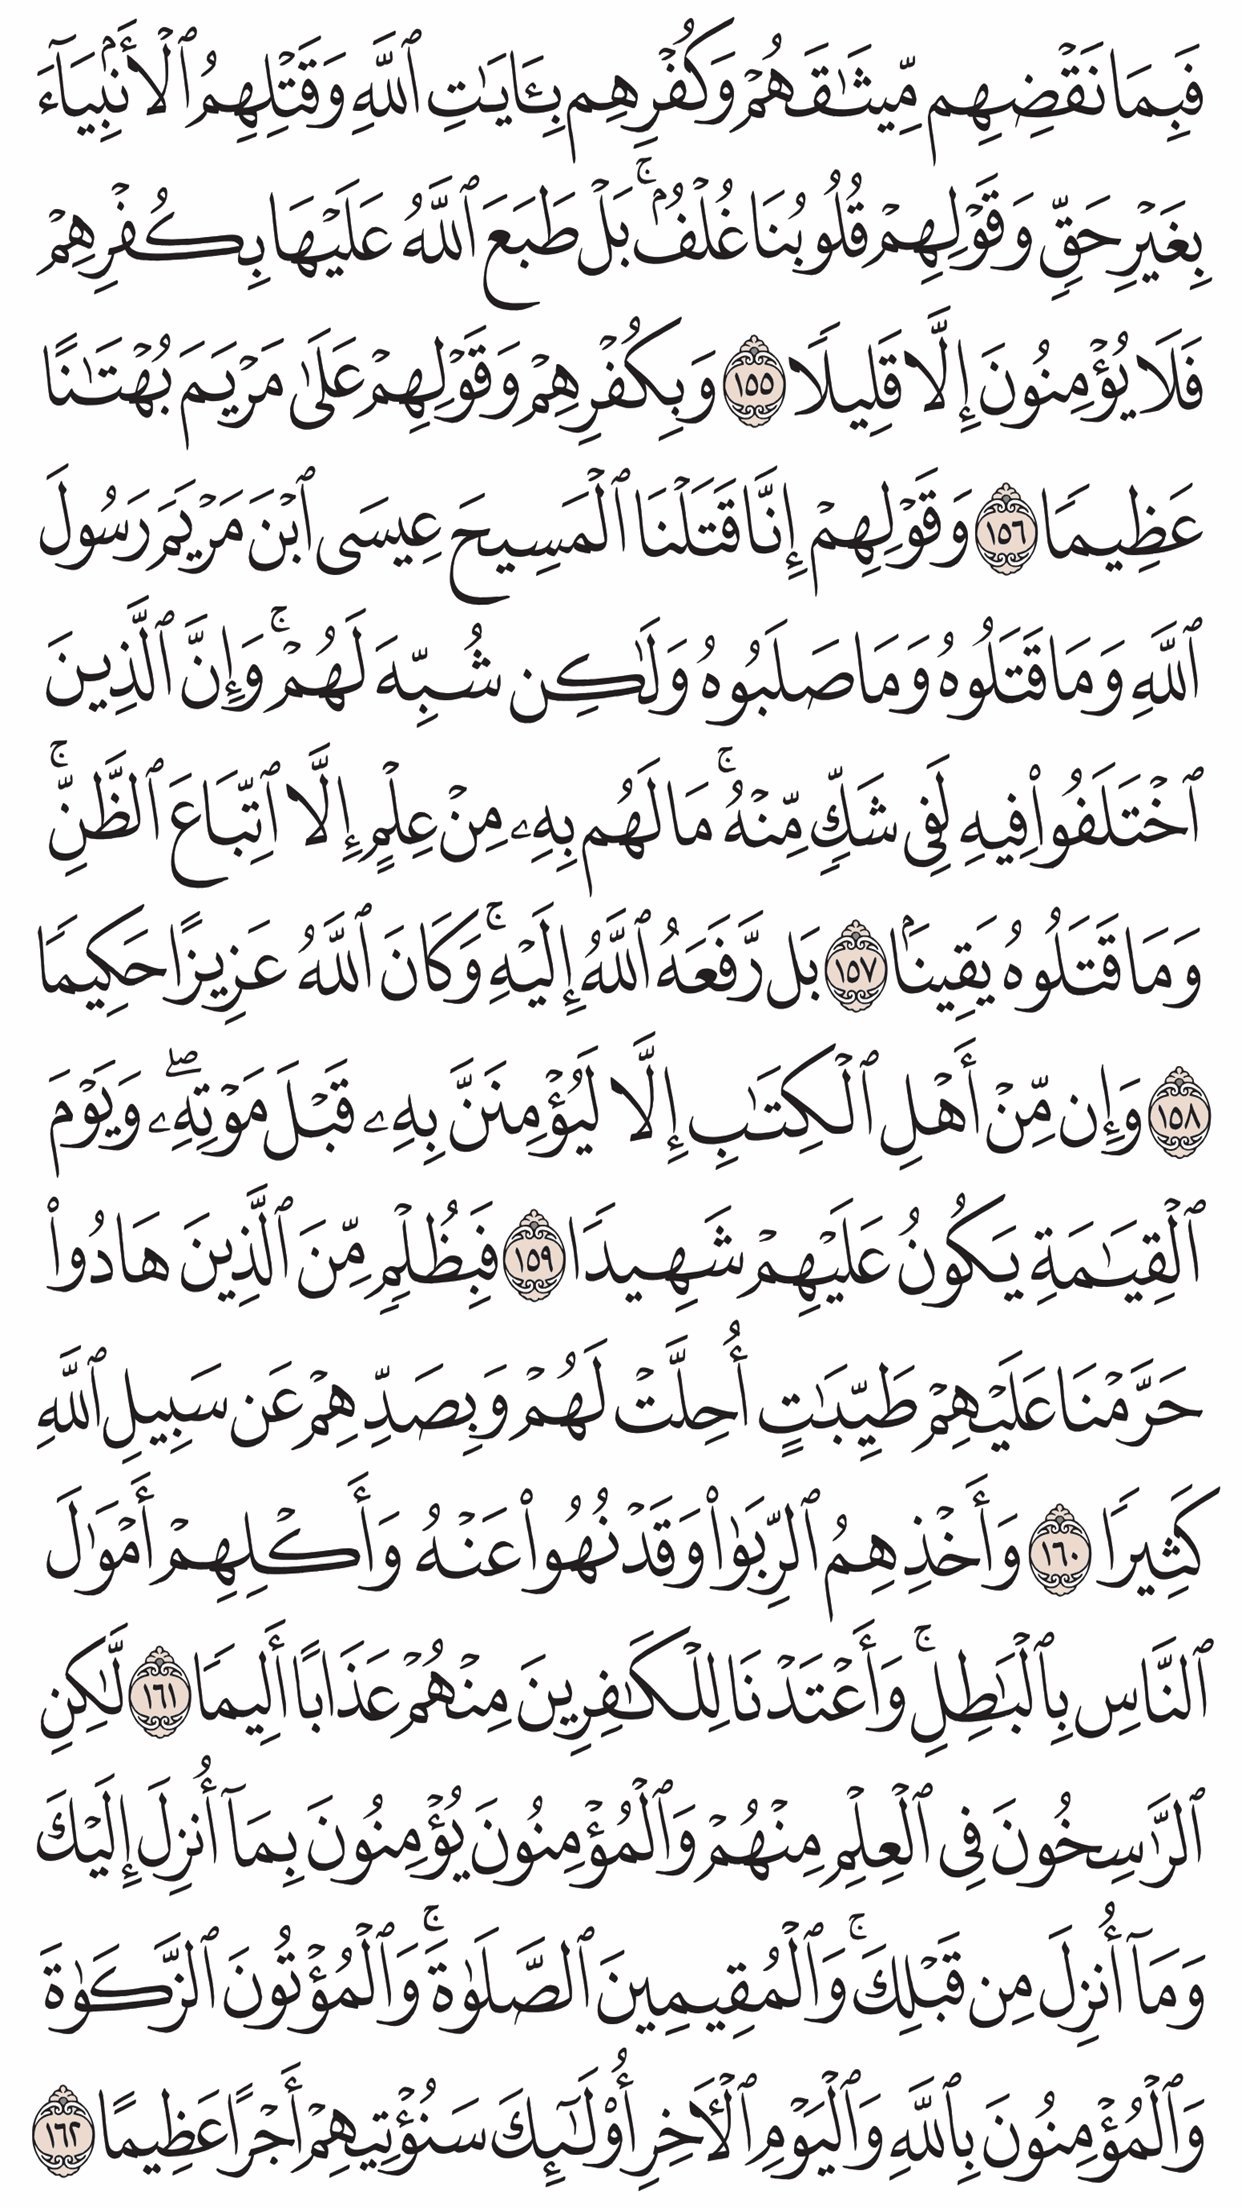 فَبِمَا نَقۡضِهِم مِّيثَٰقَهُمۡ وَكُفۡرِهِم بِـَٔايَٰتِ ٱللَّهِ وَقَتۡلِهِمُ ٱلۡأَنۢبِيَآءَ
بِغَيۡرِ حَقّٖ وَقَوۡلِهِمۡ قُلُوبُنَا غُلۡفُۢۚ بَلۡ طَبَعَ ٱللَّهُ عَلَيۡهَا بِكُفۡرِهِمۡ
فَلَا يُؤۡمِنُونَ إِلَّا قَلِيلٗا ١٥٥ وَبِكُفۡرِهِمۡ وَقَوۡلِهِمۡ عَلَىٰ مَرۡيَمَ بُهۡتَٰنًا
عَظِيمٗا ١٥٦ وَقَوۡلِهِمۡ إِنَّا قَتَلۡنَا ٱلۡمَسِيحَ عِيسَى ٱبۡنَ مَرۡيَمَ رَسُولَ
ٱللَّهِ وَمَا قَتَلُوهُ وَمَا صَلَبُوهُ وَلَٰكِن شُبِّهَ لَهُمۡۚ وَإِنَّ ٱلَّذِينَ
ٱخۡتَلَفُواْ فِيهِ لَفِي شَكّٖ مِّنۡهُۚ مَا لَهُم بِهِۦ مِنۡ عِلۡمٍ إِلَّا ٱتِّبَاعَ ٱلظَّنِّۚ
وَمَا قَتَلُوهُ يَقِينَۢا ١٥٧ بَل رَّفَعَهُ ٱللَّهُ إِلَيۡهِۚ وَكَانَ ٱللَّهُ عَزِيزًا حَكِيمٗا
١٥٨ وَإِن مِّنۡ أَهۡلِ ٱلۡكِتَٰبِ إِلَّا لَيُؤۡمِنَنَّ بِهِۦ قَبۡلَ مَوۡتِهِۦۖ وَيَوۡمَ
ٱلۡقِيَٰمَةِ يَكُونُ عَلَيۡهِمۡ شَهِيدٗا ١٥٩ فَبِظُلۡمٖ مِّنَ ٱلَّذِينَ هَادُواْ
حَرَّمۡنَا عَلَيۡهِمۡ طَيِّبَٰتٍ أُحِلَّتۡ لَهُمۡ وَبِصَدِّهِمۡ عَن سَبِيلِ ٱللَّهِ
كَثِيرٗا ١٦٠ وَأَخۡذِهِمُ ٱلرِّبَوٰاْ وَقَدۡ نُهُواْ عَنۡهُ وَأَكۡلِهِمۡ أَمۡوَٰلَ
ٱلنَّاسِ بِٱلۡبَٰطِلِۚ وَأَعۡتَدۡنَا لِلۡكَٰفِرِينَ مِنۡهُمۡ عَذَابًا أَلِيمٗا ١٦١ لَّٰكِنِ
ٱلرَّٰسِخُونَ فِي ٱلۡعِلۡمِ مِنۡهُمۡ وَٱلۡمُؤۡمِنُونَ يُؤۡمِنُونَ بِمَآ أُنزِلَ إِلَيۡكَ
وَمَآ أُنزِلَ مِن قَبۡلِكَۚ وَٱلۡمُقِيمِينَ ٱلصَّلَوٰةَۚ وَٱلۡمُؤۡتُونَ ٱلزَّكَوٰةَ
وَٱلۡمُؤۡمِنُونَ بِٱللَّهِ وَٱلۡيَوۡمِ ٱلۡأٓخِرِ أُوْلَٰٓئِكَ سَنُؤۡتِيهِمۡ أَجۡرًا عَظِيمًا ١٦٢